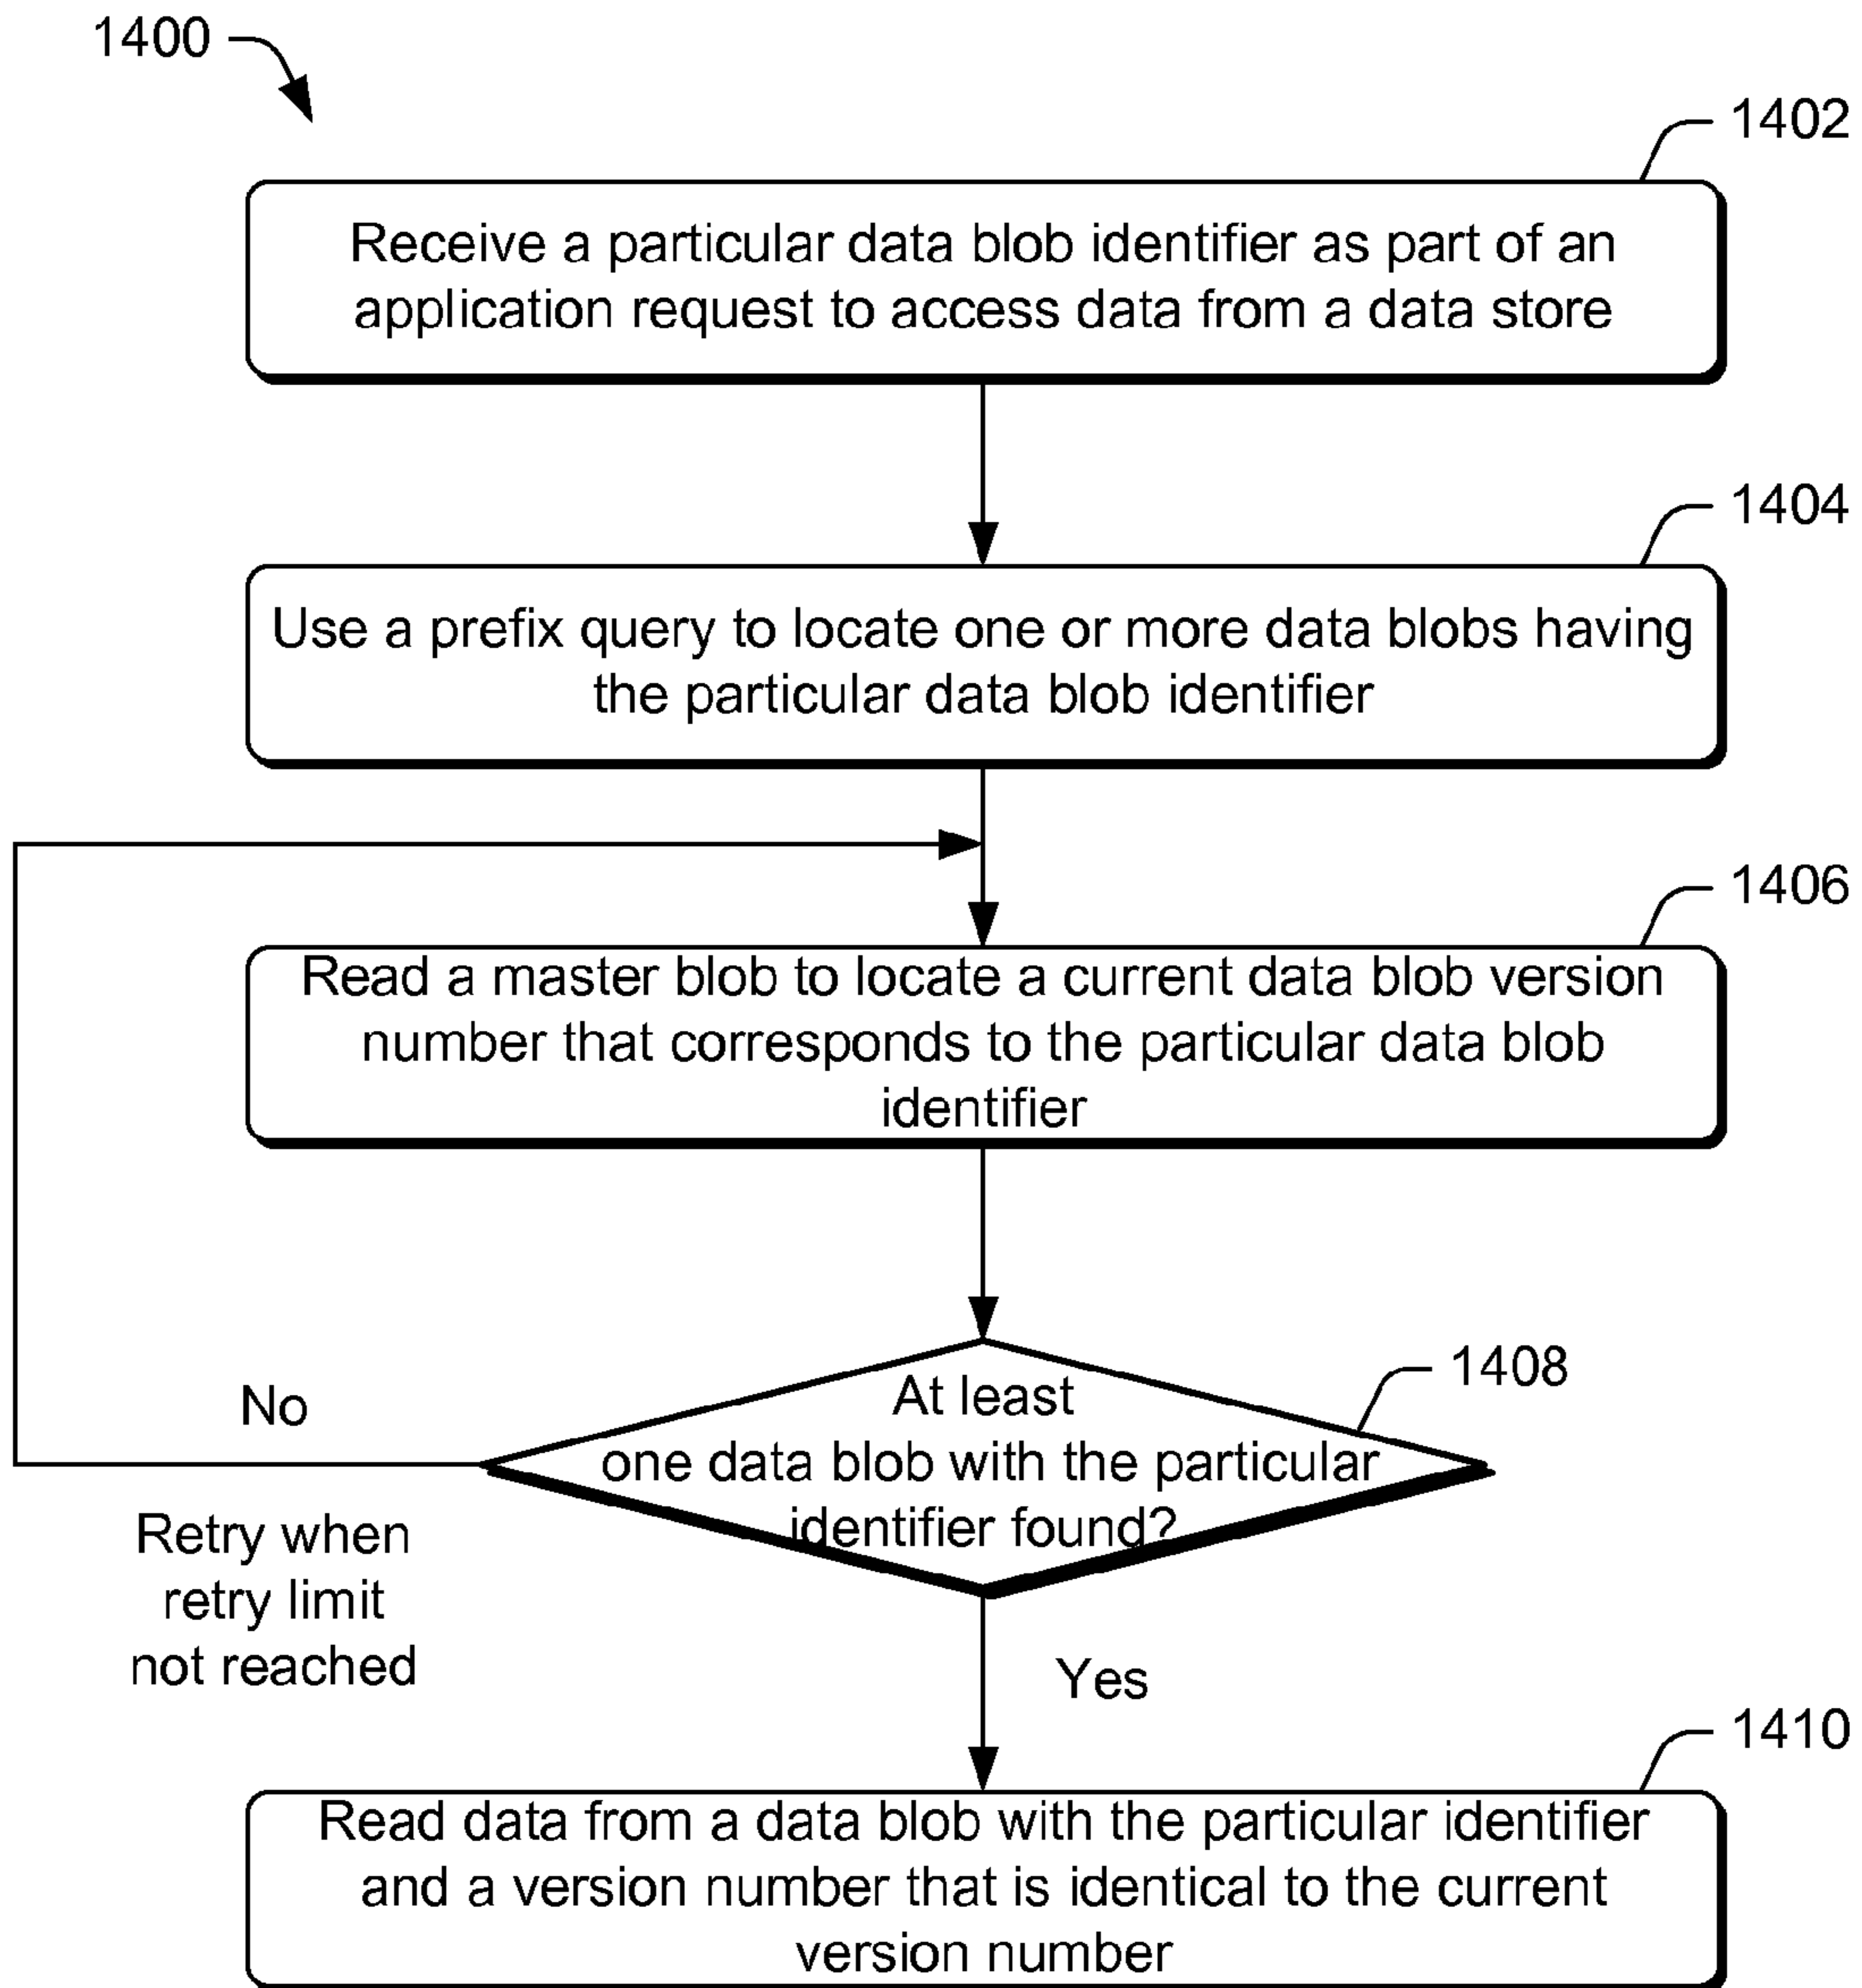 1400
1402
Receive a particular data blob identifier as part of an
application request to access data from a data store
1404
Use a prefix query to locate one or more data blobs having
the particular data blob identifier
1406
Read a master blob to locate a current data blob version
number that corresponds to the particular data blob
identifier
1408
At least
one data blob with the particular
identifier found?
No
Retry when
retry limit
not reached
Yes
1410
Read data from a data blob with the particular identifier
and a version number that is identical to the current
version number